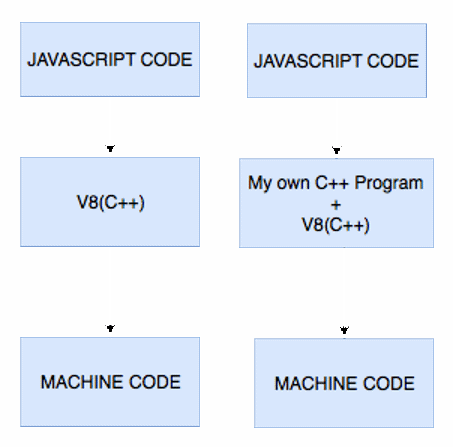 JAVASCRIPT CODE
JAVASCRIPT CODE
V8(C++)
My own C++ Program
+
V8(C++)
MACHINE CODE
MACHINE CODE